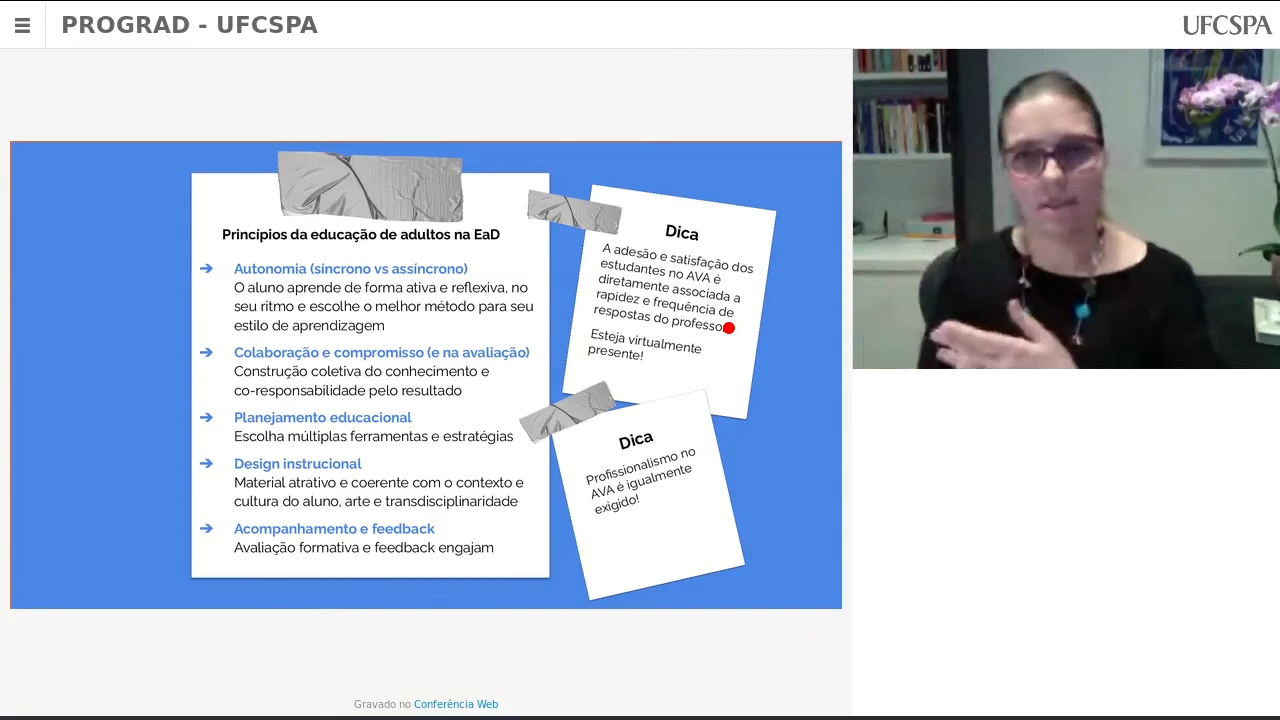 PROGRAD - UFCSPA
UFCSPA
Princípios da educação de adultos na EaD
➔ Autonomia (síncrono vs assíncrono)
O aluno aprende de forma ativa e reflexiva, no
seu ritmo e escolhe o melhor método para seu
estilo de aprendizagem
➔ Colaboração e compromisso (e na avaliação)
Construção coletiva do conhecimento e
co-responsabilidade pelo resultado
➔ Planejamento educacional
Escolha múltiplas ferramentas e estratégias
➔ Design instrucional
Material atrativo e coerente com o contexto e
cultura do aluno, arte e transdisciplinaridade
➔ Acompanhamento e feedback
Avaliação formativa e feedback engajam
Dica
A adesão e satisfação dos
estudantes no AVA é
diretamente associada a
rapidez e frequência de
respostas do professo
Esteja virtualmente
presente!
Dica
Profissionalismo no
AVA é igualmente
exigido!
Gravado no Conferência Web